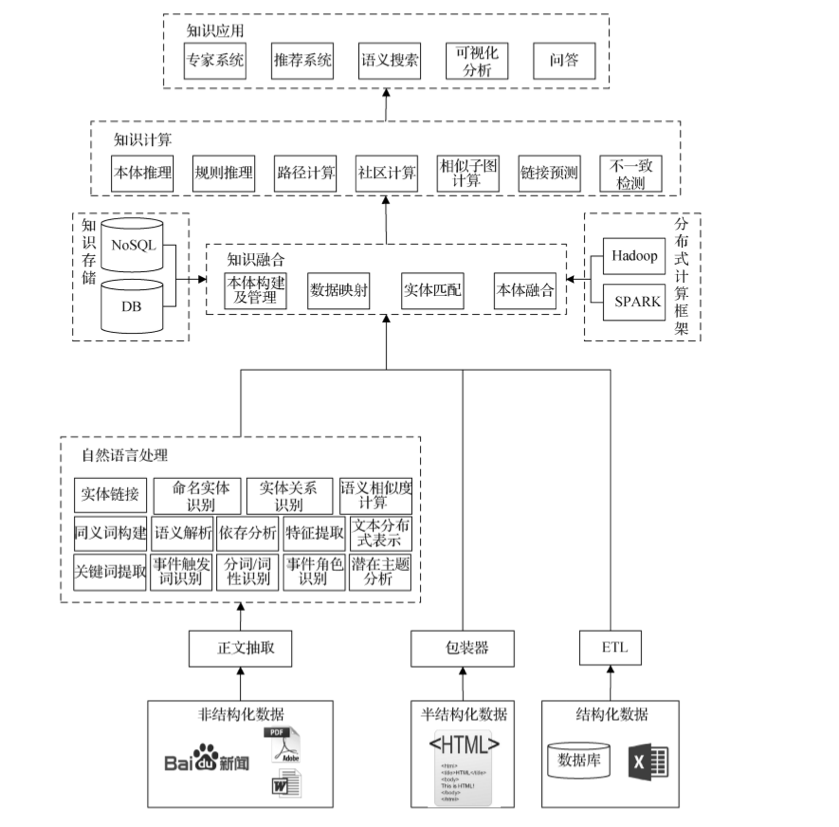 知识应用
专家系统
推荐系统
语义搜索
可视化
分析
问答
知识计算
本体推理
规则推理
路径计算
社区计算
相似子图
计算
链接预测
不一致
检测
知识存储
NoSQL
DB
知识融合
本体构建
及管理
数据映射
实体匹配
本体融合
Hadoop
SPARK
分布式计算框架
自然语言处理
实体链接
命名实体
识别
实体关系
识别
语义相似度
计算
同义词构建
语义解析
依存分析
特征提取
文本分布
式表示
关键词提取
事件触发
词识别
分词/词
性识别
事件角色
识别
潜在主题
分析
正文抽取
包装器
ETL
非结构化数据
Bai du 新闻
PDF
Adobe
W
半结构化数据
<HTML>
<html>
<title>HTML</title>
<body>
This is HTML!
</body>
</html>
结构化数据
数据库
X